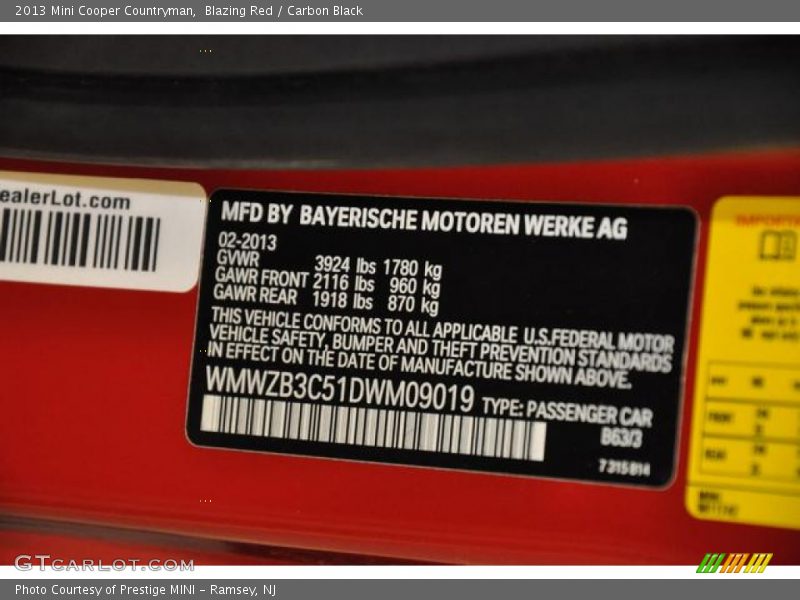 2013 Mini Cooper Countryman,  Blazing Red / Carbon Black
ealerLot.com
MFD BY BAYERISCHE MOTOREN WERKE AG
02-2013
GVWR 3924 lbs 1780 kg
GAWR FRONT 2116 lbs 960 kg
GAWR REAR 1918 lbs 870 kg
THIS VEHICLE CONFORMS TO ALL APPLICABLE U.S.FEDERAL MOTOR
VEHICLE SAFETY, BUMPER AND THEFT PREVENTION STANDARDS
IN EFFECT ON THE DATE OF MANUFACTURE SHOWN ABOVE.
WMWZB3C51DWM09019 TYPE: PASSENGER CAR
B63/3
7 315 814
GTCARLOT.COM
Photo Courtesy of Prestige MINI - Ramsey, NJ